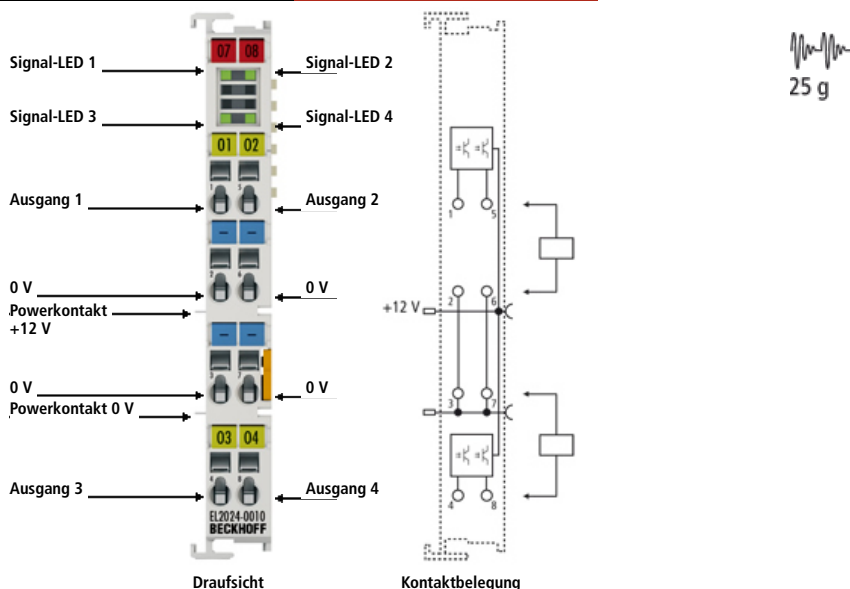 07 08
Signal-LED 1
Signal-LED 2
Signal-LED 3
Signal-LED 4
01 02
Ausgang 1
Ausgang 2
1 5
0 V
0 V
2 6
Powerkontakt
+12 V
+12 V
0 V
0 V
3 7
Powerkontakt 0 V
03 04
Ausgang 3
Ausgang 4
4 8
EL2024-0010
BECKHOFF
Draufsicht
Kontaktbelegung
25 g